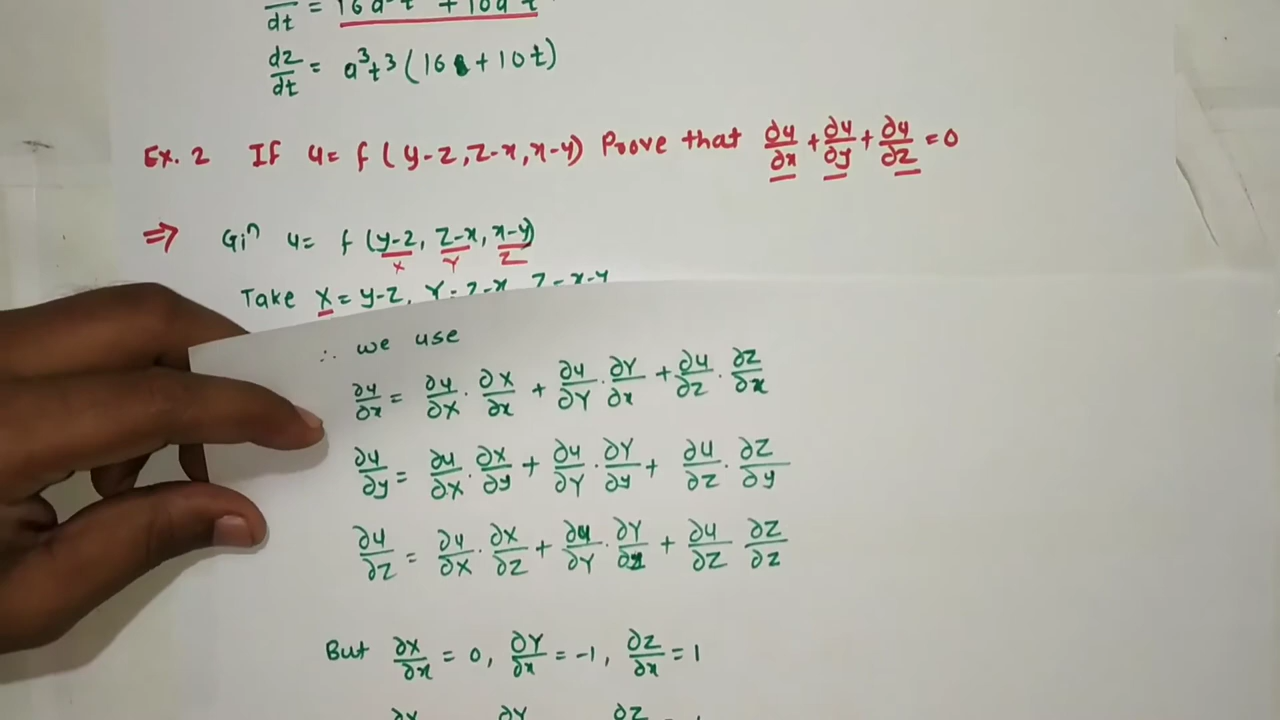 dt =
dz/dt = a³t³ (16 + 10t)
Ex. 2 If u = f (y-z, z-x, x-y) Prove that ∂u/∂x + ∂u/∂y + ∂u/∂z = 0
⇒ Giⁿ u = f (y-z, z-x, x-y)
X Y Z
Take X = y-z, Y = z-x, Z = x-y
∴ we use
∂u/∂x = ∂u/∂X · ∂X/∂x + ∂u/∂Y · ∂Y/∂x + ∂u/∂Z · ∂Z/∂x
∂u/∂y = ∂u/∂X · ∂X/∂y + ∂u/∂Y · ∂Y/∂y + ∂u/∂Z · ∂Z/∂y
∂u/∂z = ∂u/∂X · ∂X/∂z + ∂u/∂Y · ∂Y/∂z + ∂u/∂Z ∂Z/∂z
But ∂X/∂x = 0, ∂Y/∂x = -1, ∂Z/∂x = 1